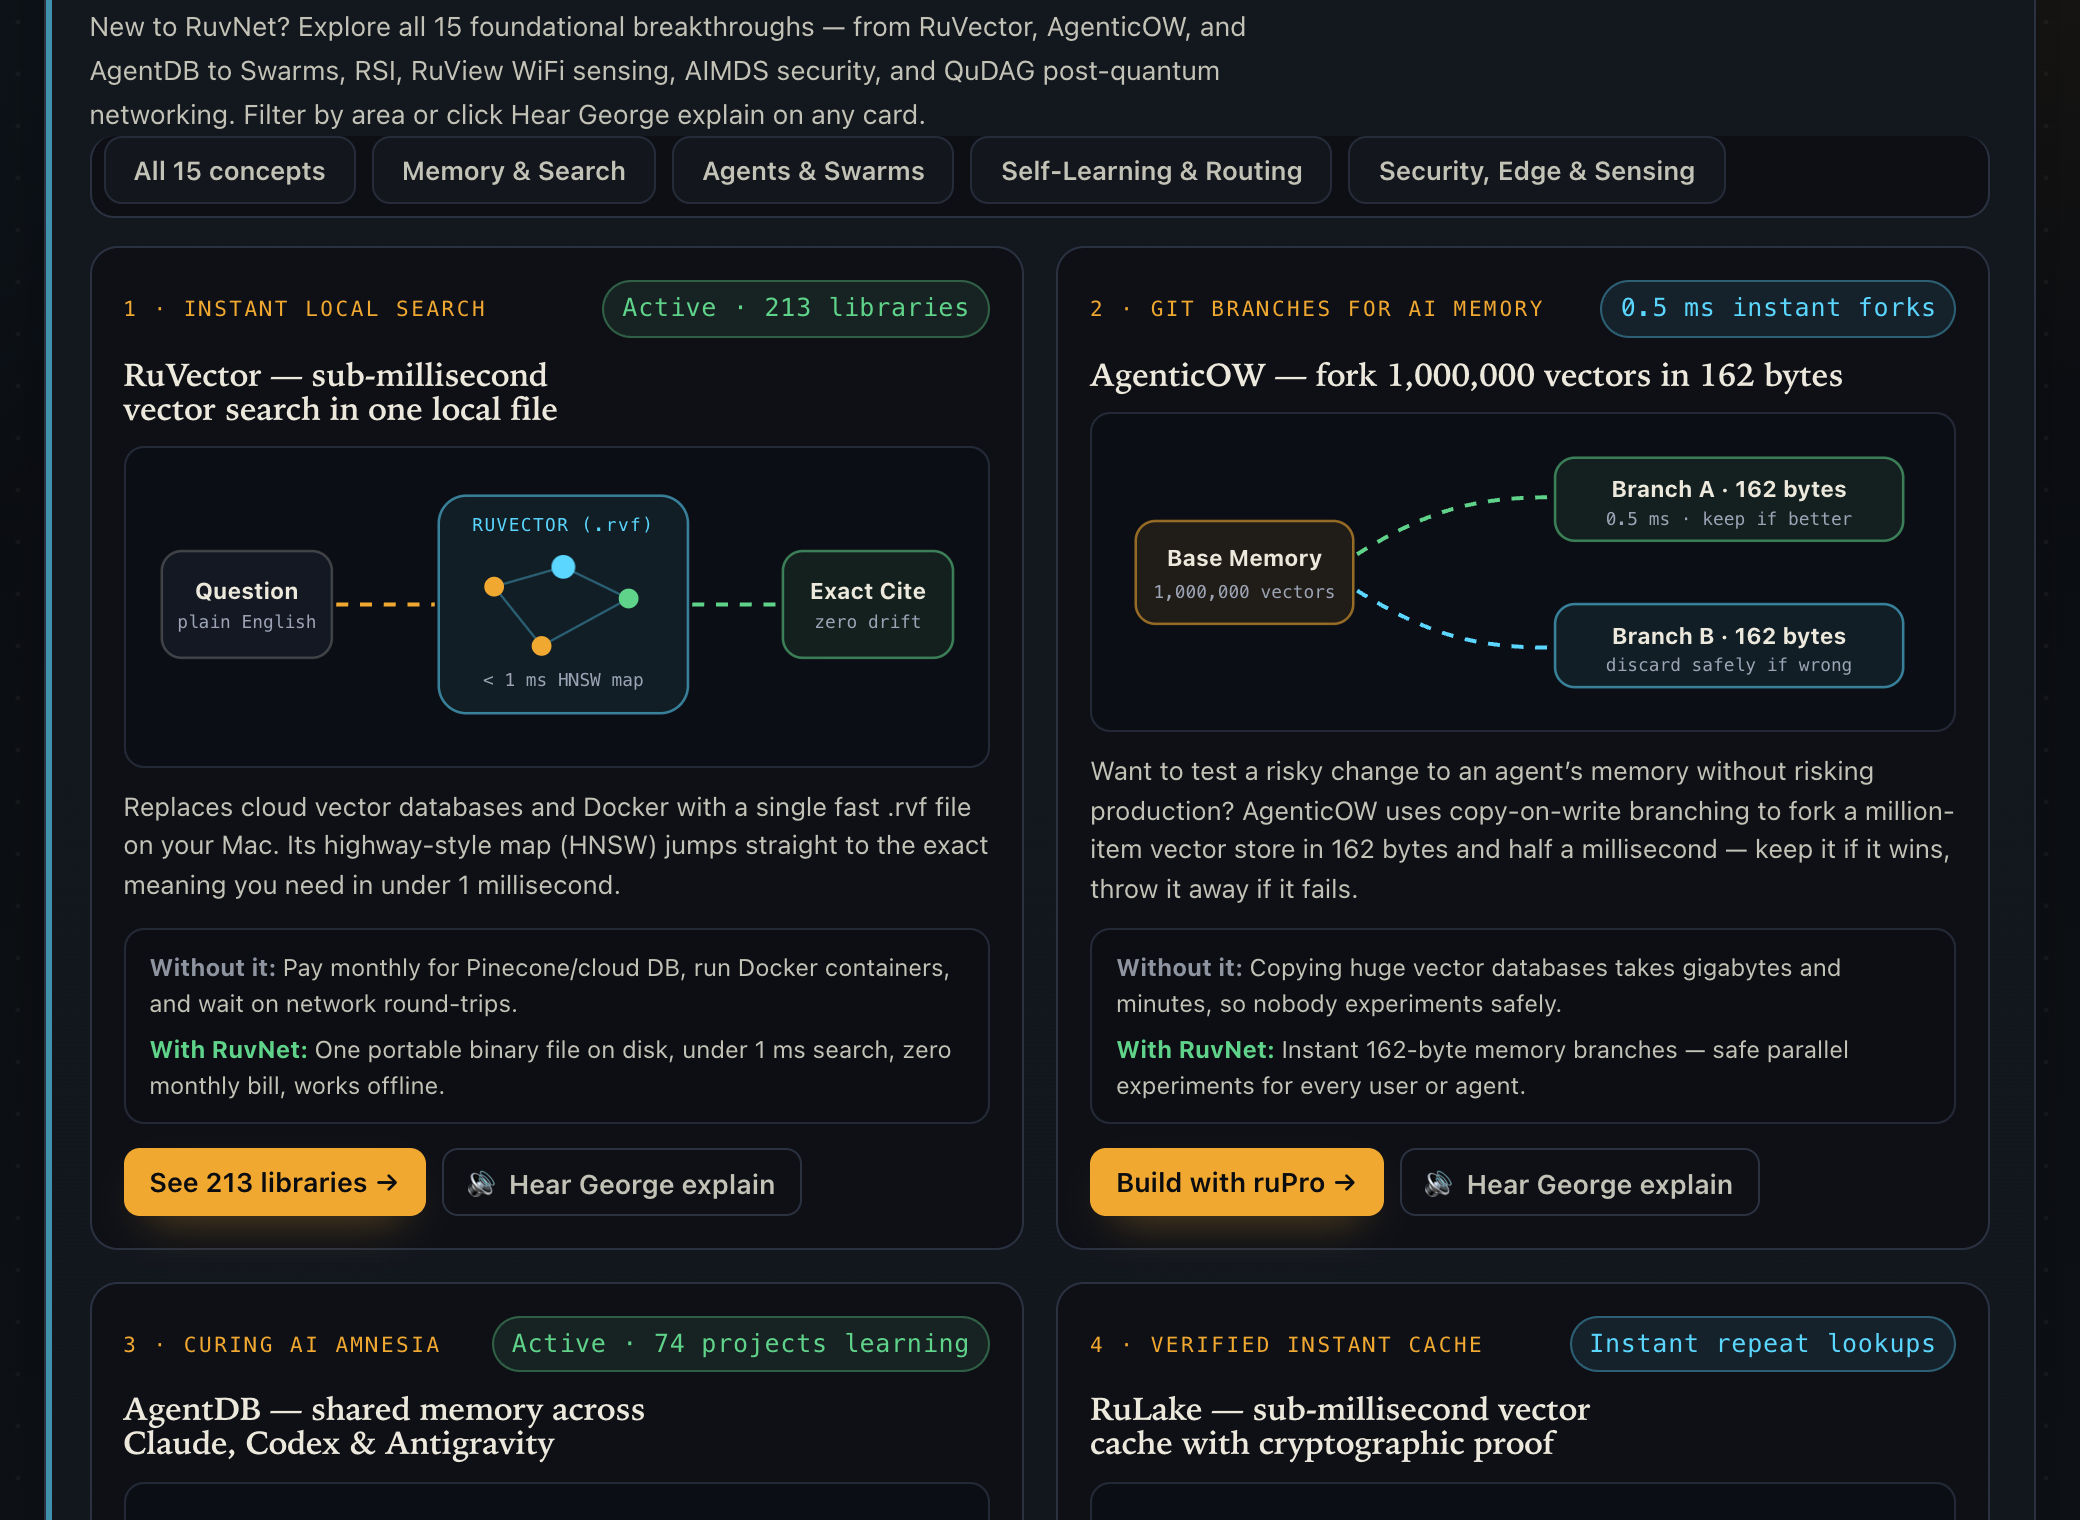 New to RuvNet? Explore all 15 foundational breakthroughs — from RuVector, AgenticOW, and
AgentDB to Swarms, RSI, RuView WiFi sensing, AIMDS security, and QuDAG post-quantum
networking. Filter by area or click Hear George explain on any card.
All 15 concepts
Memory & Search
Agents & Swarms
Self-Learning & Routing
Security, Edge & Sensing
1 · INSTANT LOCAL SEARCH
Active · 213 libraries
RuVector — sub-millisecond
vector search in one local file
Question
plain English
RUVECTOR (.rvf)
< 1 ms HNSW map
Exact Cite
zero drift
Replaces cloud vector databases and Docker with a single fast .rvf file
on your Mac. Its highway-style map (HNSW) jumps straight to the exact
meaning you need in under 1 millisecond.
Without it: Pay monthly for Pinecone/cloud DB, run Docker containers,
and wait on network round-trips.
With RuvNet: One portable binary file on disk, under 1 ms search, zero
monthly bill, works offline.
See 213 libraries →
🔊 Hear George explain
2 · GIT BRANCHES FOR AI MEMORY
0.5 ms instant forks
AgenticOW — fork 1,000,000 vectors in 162 bytes
Base Memory
1,000,000 vectors
Branch A · 162 bytes
0.5 ms · keep if better
Branch B · 162 bytes
discard safely if wrong
Want to test a risky change to an agent’s memory without risking
production? AgenticOW uses copy-on-write branching to fork a million-
item vector store in 162 bytes and half a millisecond — keep it if it wins,
throw it away if it fails.
Without it: Copying huge vector databases takes gigabytes and
minutes, so nobody experiments safely.
With RuvNet: Instant 162-byte memory branches — safe parallel
experiments for every user or agent.
Build with ruPro →
🔊 Hear George explain
3 · CURING AI AMNESIA
Active · 74 projects learning
AgentDB — shared memory across
Claude, Codex & Antigravity
4 · VERIFIED INSTANT CACHE
Instant repeat lookups
RuLake — sub-millisecond vector
cache with cryptographic proof